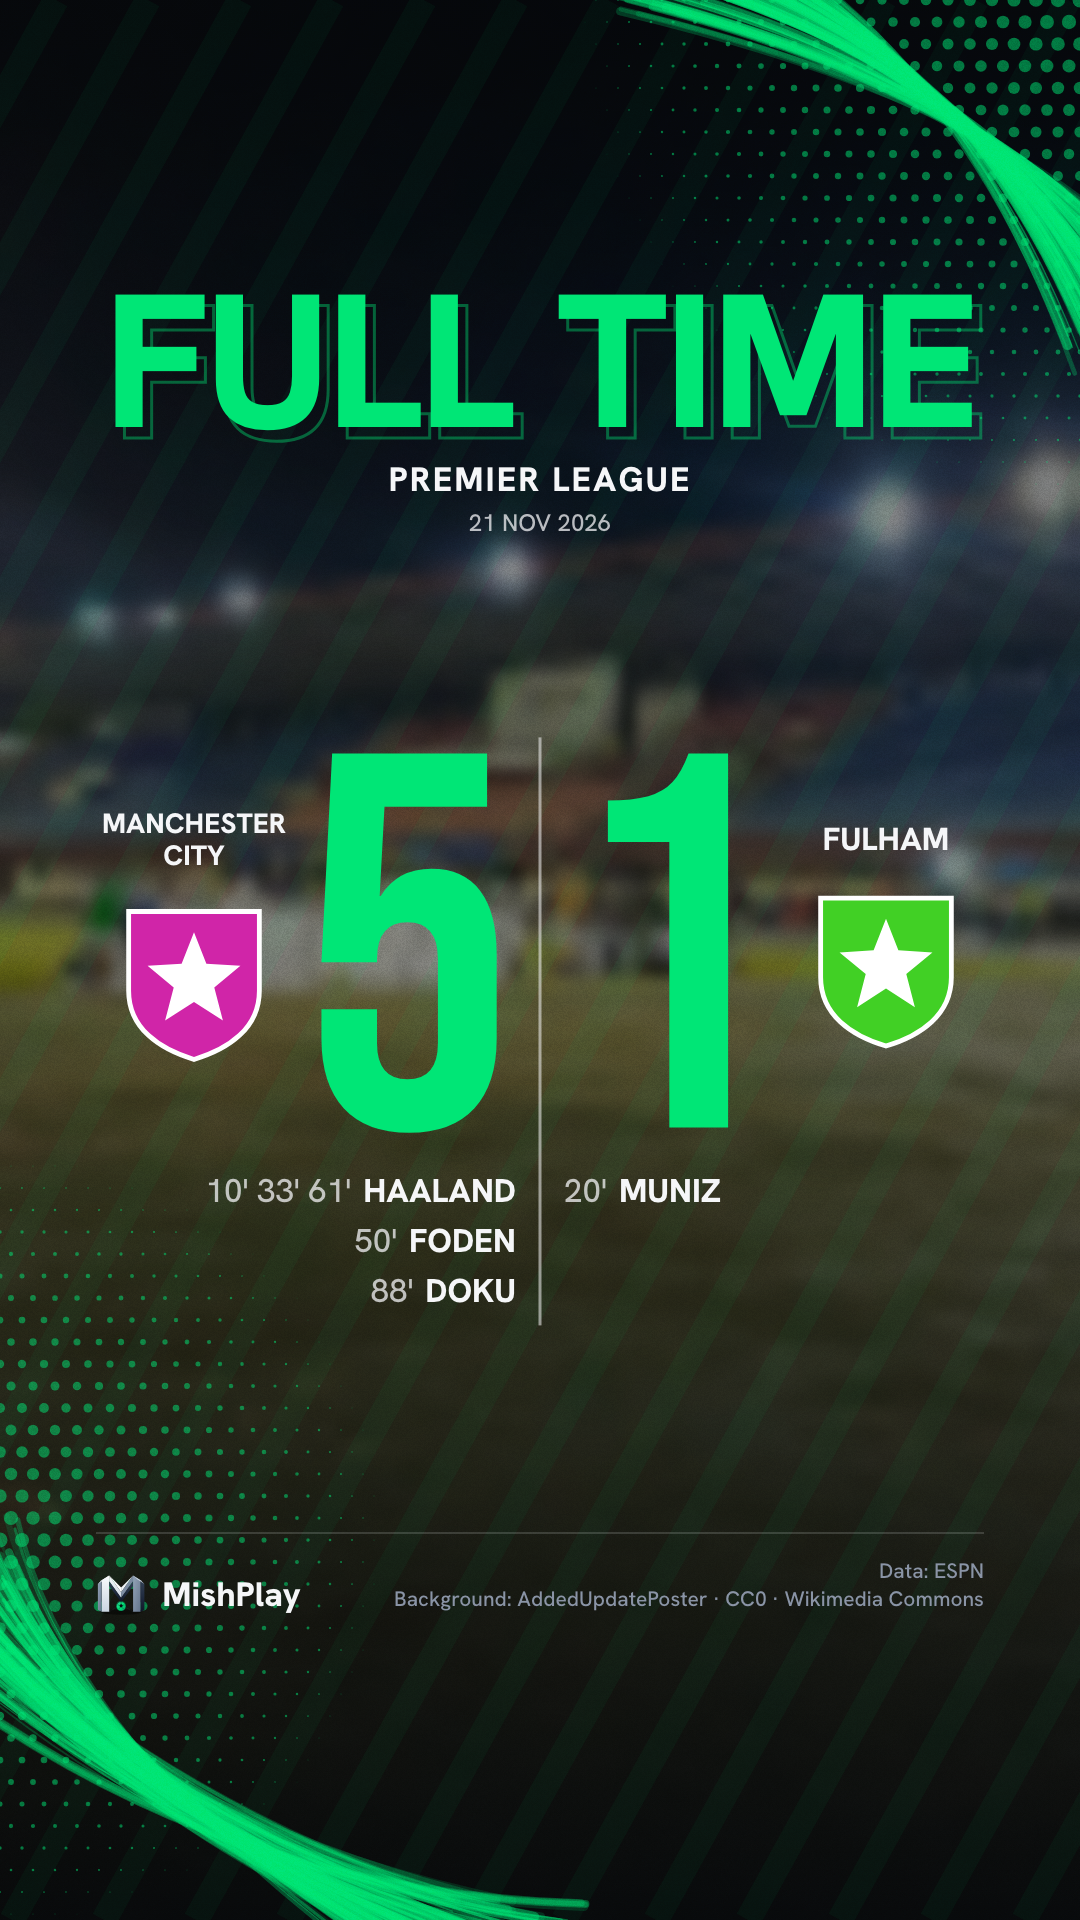 FULL TIME
PREMIER LEAGUE
21 NOV 2026
MANCHESTER
CITY
5
1
FULHAM
10' 33' 61' HAALAND
50' FODEN
88' DOKU
20' MUNIZ
MishPlay
Data: ESPN
Background: AddedUpdatePoster · CC0 · Wikimedia Commons